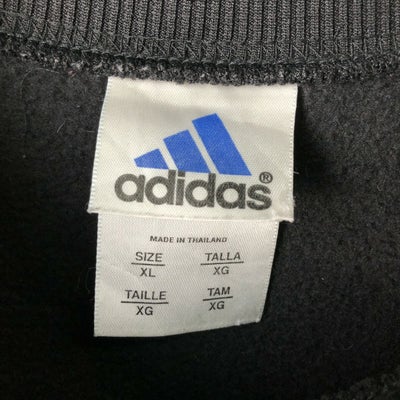 adidas®
MADE IN THAILAND
SIZE TALLA
XL XG
TAILLE TAM
XG XG